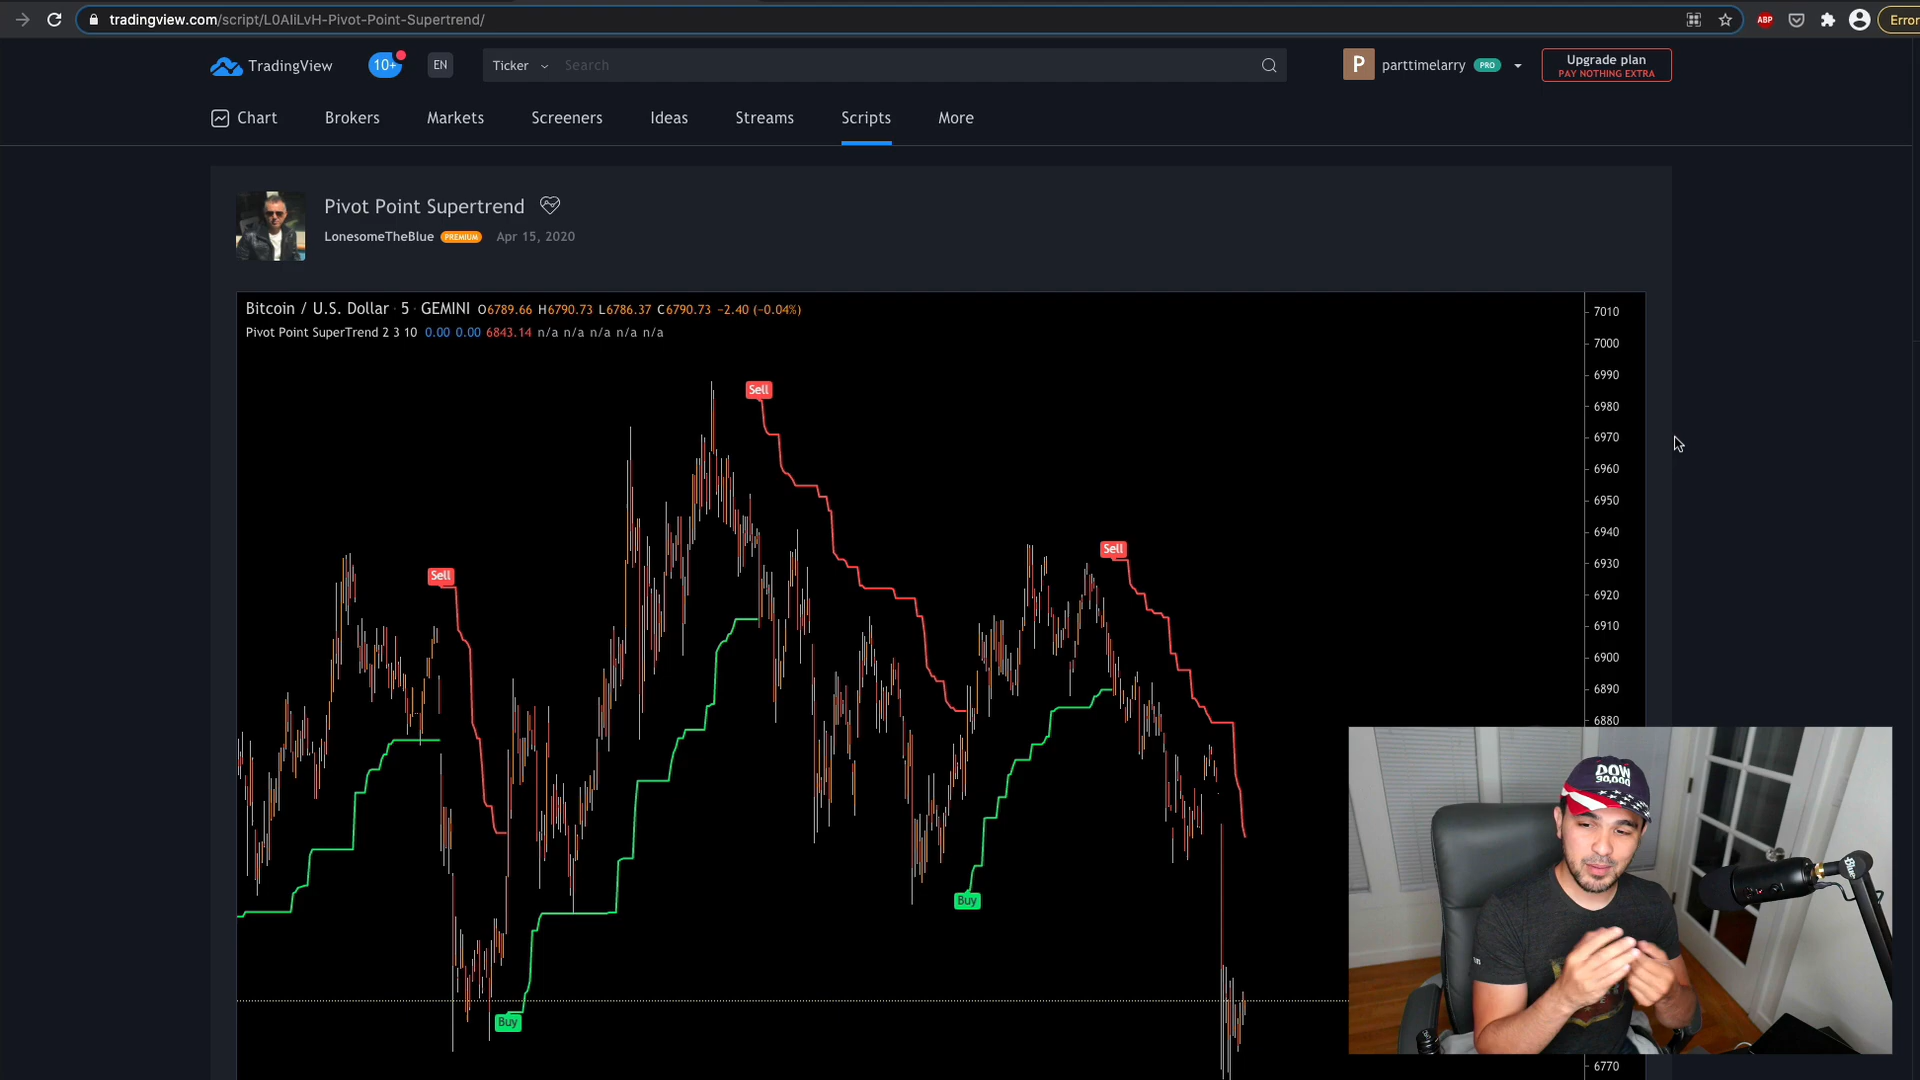 tradingview.com/script/L0AIiLvH-Pivot-Point-Supertrend/
ABP
Error
TradingView
10+
EN
Ticker
Search
P
parttimelarry
PRO
Upgrade plan
PAY NOTHING EXTRA
Chart
Brokers
Markets
Screeners
Ideas
Streams
Scripts
More
Pivot Point Supertrend
LonesomeTheBlue PREMIUM Apr 15, 2020
Bitcoin / U.S. Dollar · 5 · GEMINI O6789.66 H6790.73 L6786.37 C6790.73 −2.40 (−0.04%)
Pivot Point SuperTrend 2 3 10 0.00 0.00 6843.14 n/a n/a n/a n/a n/a
7010
7000
6990
6980
6970
6960
6950
6940
6930
6920
6910
6900
6890
6880
6770
Sell
Sell
Sell
Buy
Buy
DOW
30,000
Blue